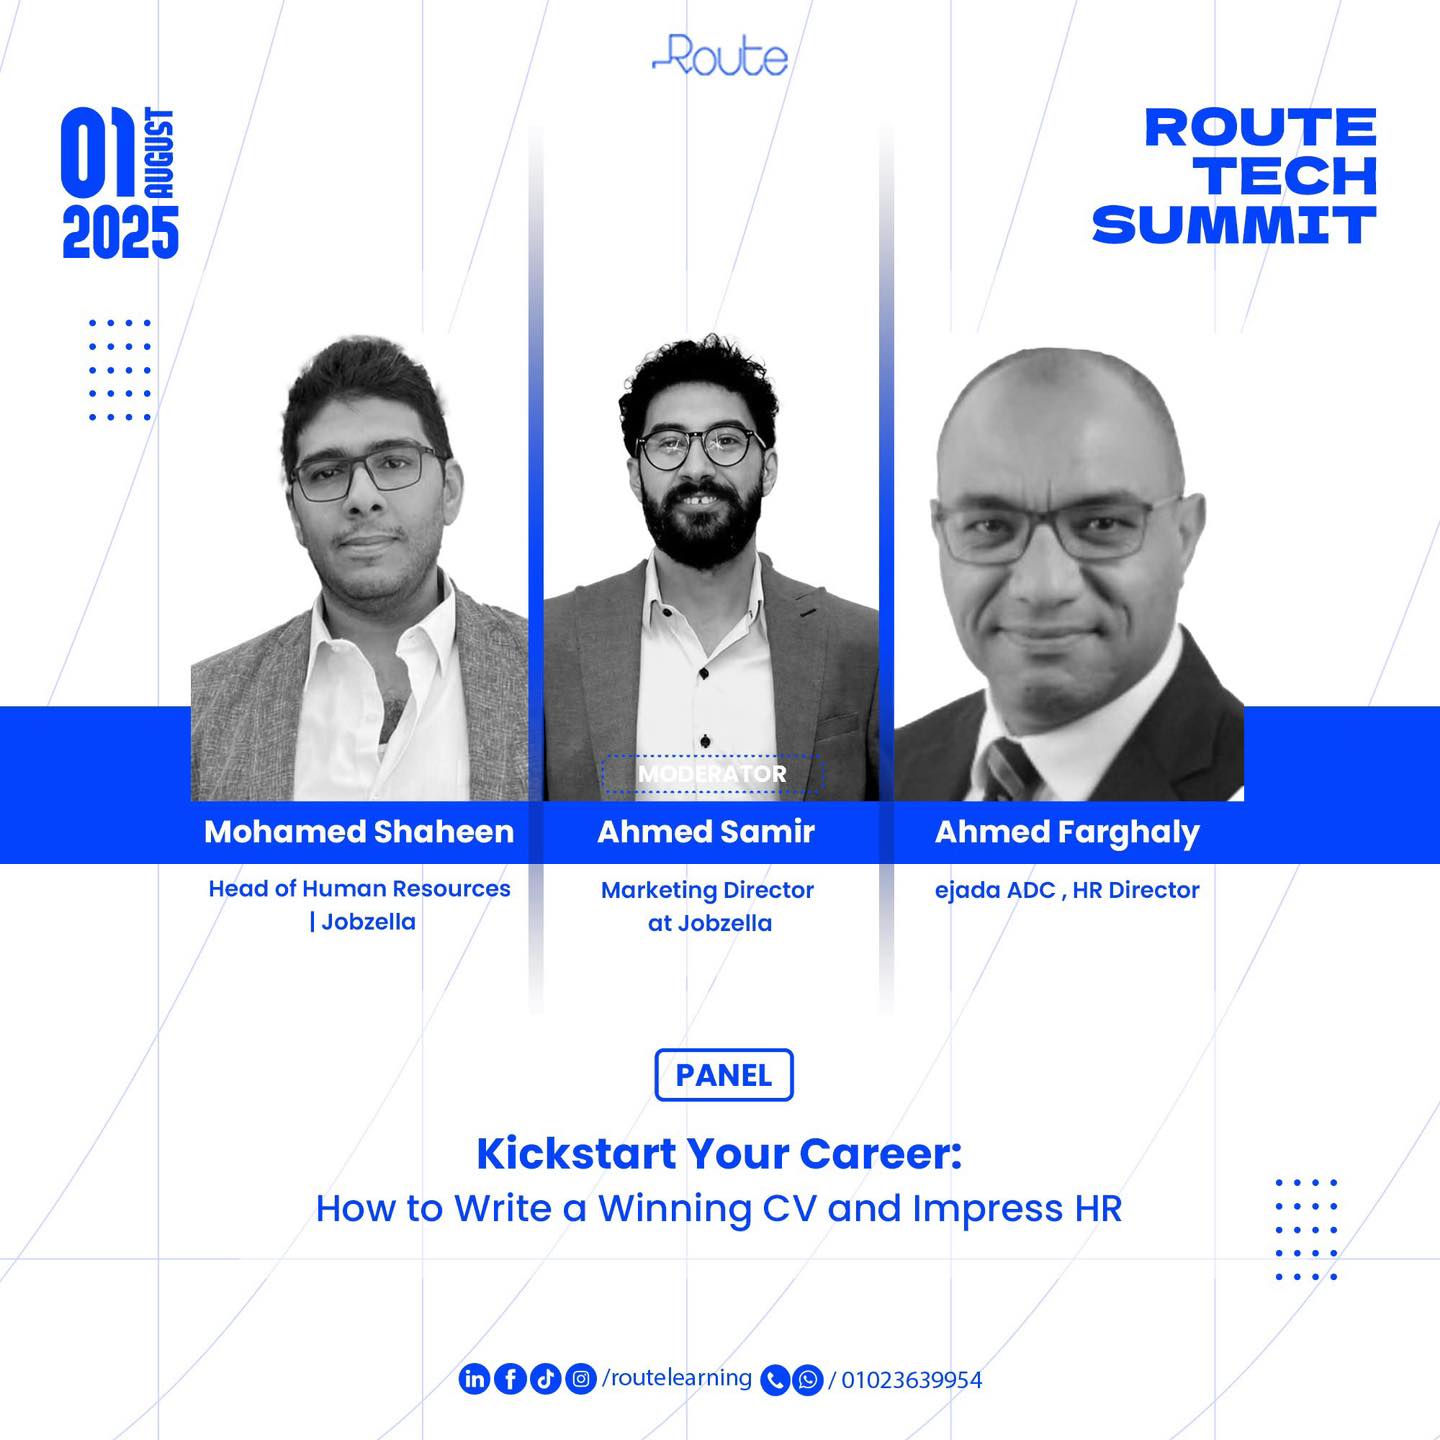 Route
01 AUGUST
2025
ROUTE
TECH
SUMMIT
MODERATOR
Mohamed Shaheen
Head of Human Resources
| Jobzella
Ahmed Samir
Marketing Director
at Jobzella
Ahmed Farghaly
ejada ADC , HR Director
PANEL
Kickstart Your Career:
How to Write a Winning CV and Impress HR
/routelearning / 01023639954